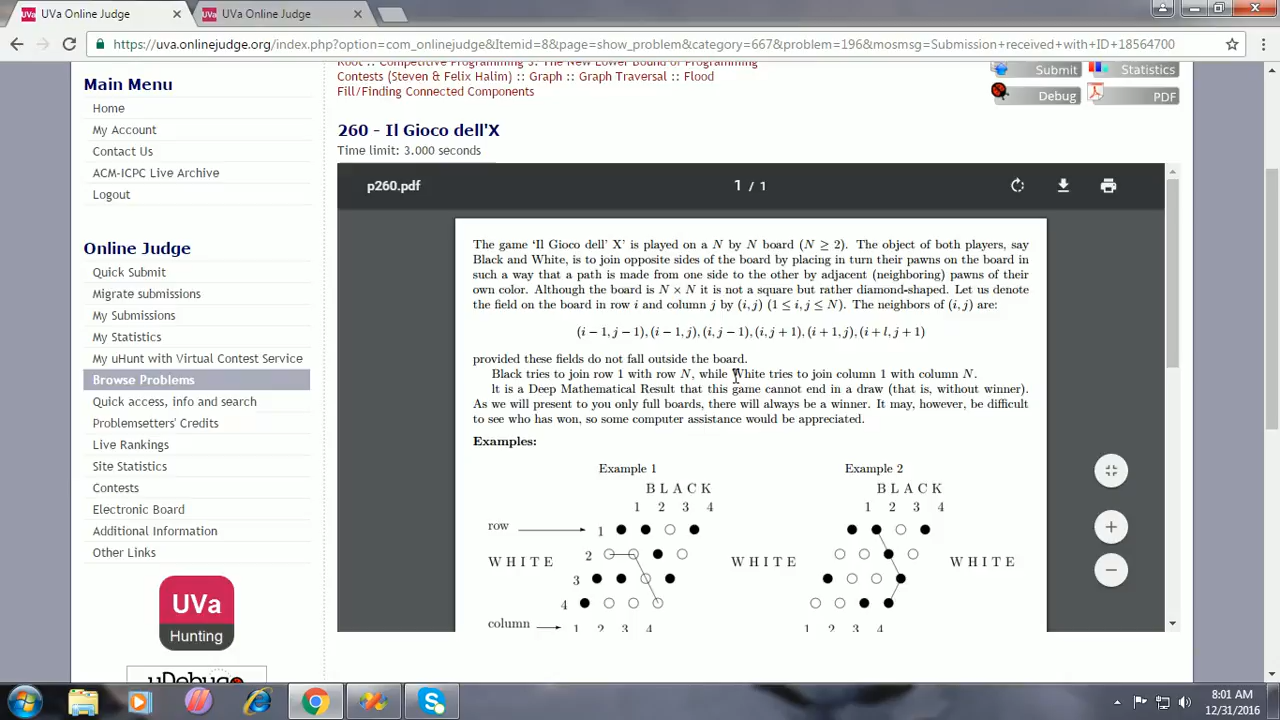 UVa Online Judge
UVa Online Judge
https://uva.onlinejudge.org/index.php?option=com_onlinejudge&Itemid=8&page=show_problem&category=667&problem=196&mosmsg=Submission+received+with+ID+18564700
Main Menu
Home
My Account
Contact Us
ACM-ICPC Live Archive
Logout
Online Judge
Quick Submit
Migrate submissions
My Submissions
My Statistics
My uHunt with Virtual Contest Service
Browse Problems
Quick access, info and search
Problemsetters' Credits
Live Rankings
Site Statistics
Contests
Electronic Board
Additional Information
Other Links
UVa
Hunting
uDebug
Root :: Competitive Programming 3: The New Lower Bound of Programming
Contests (Steven & Felix Halim) :: Graph :: Graph Traversal :: Flood
Fill/Finding Connected Components
Submit
Statistics
Debug
PDF
260 - Il Gioco dell'X
Time limit: 3.000 seconds
p260.pdf
1 / 1
The game ‘Il Gioco dell’ X’ is played on a N by N board (N ≥ 2). The object of both players, say
Black and White, is to join opposite sides of the board by placing in turn their pawns on the board in
such a way that a path is made from one side to the other by adjacent (neighboring) pawns of their
own color. Although the board is N × N it is not a square but rather diamond-shaped. Let us denote
the field on the board in row i and column j by (i, j) (1 ≤ i, j ≤ N). The neighbors of (i, j) are:
(i − 1, j − 1), (i − 1, j), (i, j − 1), (i, j + 1), (i + 1, j), (i + l, j + 1)
provided these fields do not fall outside the board.
Black tries to join row 1 with row N, while White tries to join column 1 with column N.
It is a Deep Mathematical Result that this game cannot end in a draw (that is, without winner).
As we will present to you only full boards, there will always be a winner. It may, however, be difficult
to see who has won, so some computer assistance would be appreciated.
Examples:
Example 1
Example 2
B L A C K
B L A C K
1 2 3 4
1 2 3 4
row
1
2
W H I T E
W H I T E
W H I T E
3
4
column
1 2 3 4
1 2 3 4
8:01 AM
12/31/2016